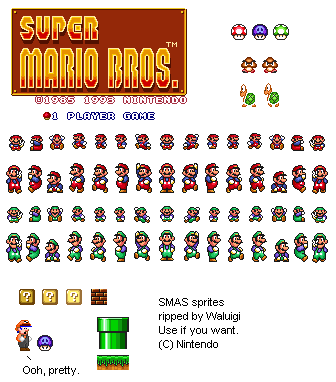 SUPER
MARIO BROS.™
©1985 1993 NINTENDO
1 PLAYER GAME
? ? ?
SMAS sprites
ripped by Waluigi
Use if you want.
(C) Nintendo
Ooh, pretty.